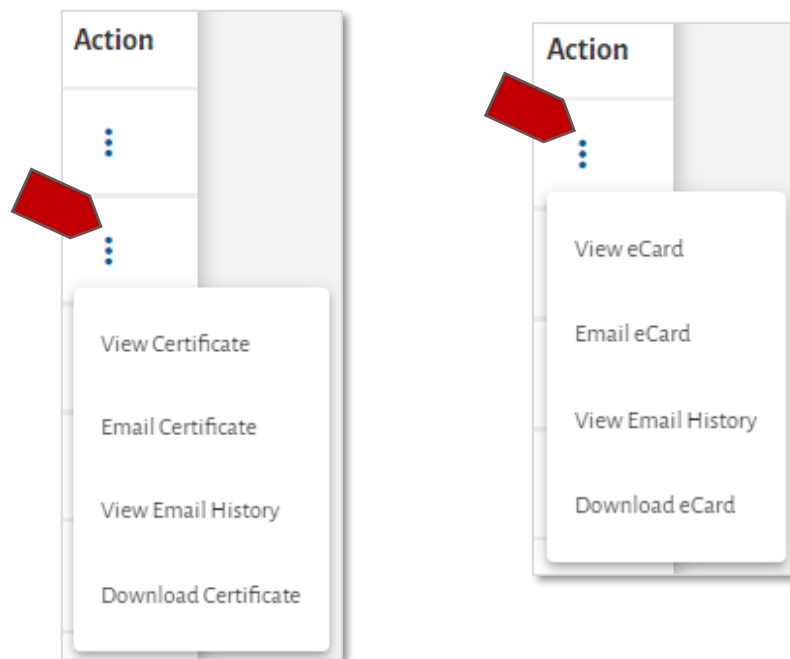 Action
View Certificate
Email Certificate
View Email History
Download Certificate
Action
View eCard
Email eCard
View Email History
Download eCard